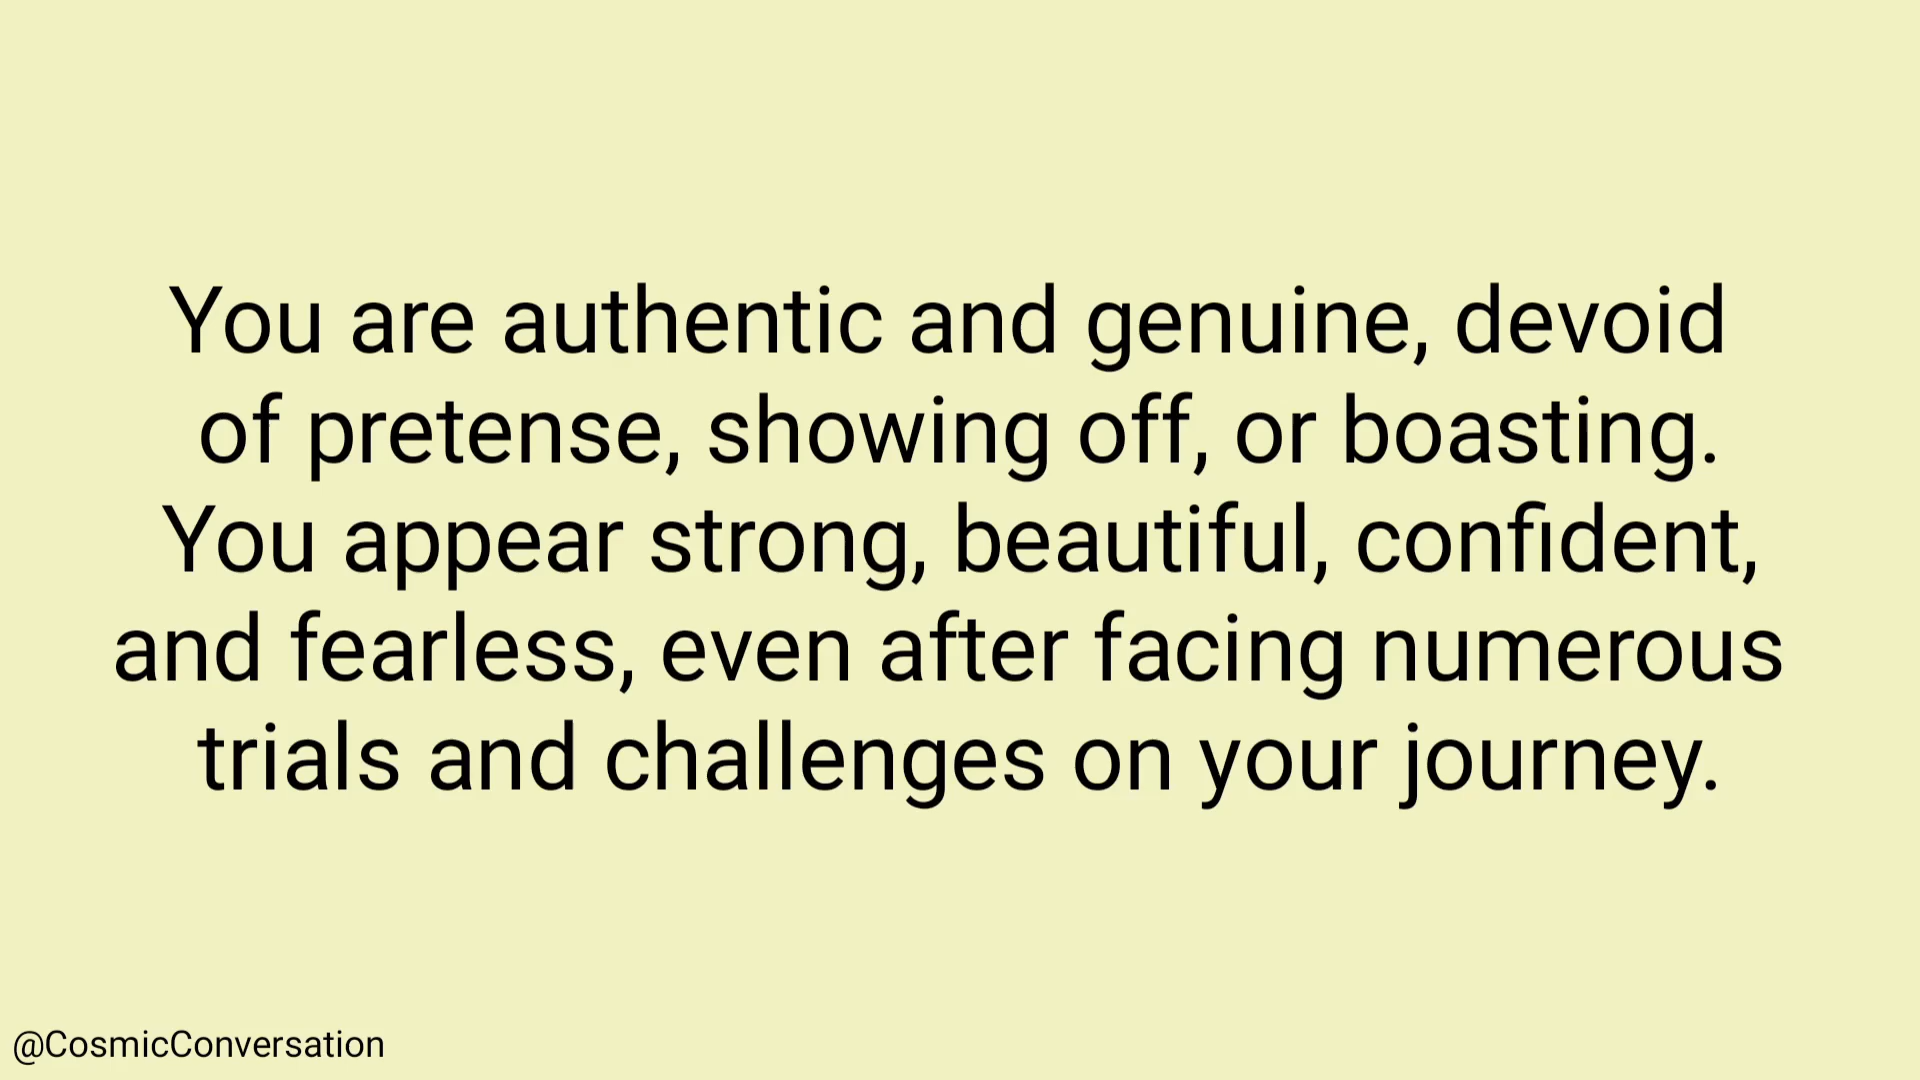 You are authentic and genuine, devoid
of pretense, showing off, or boasting.
You appear strong, beautiful, confident,
and fearless, even after facing numerous
trials and challenges on your journey.
@CosmicConversation